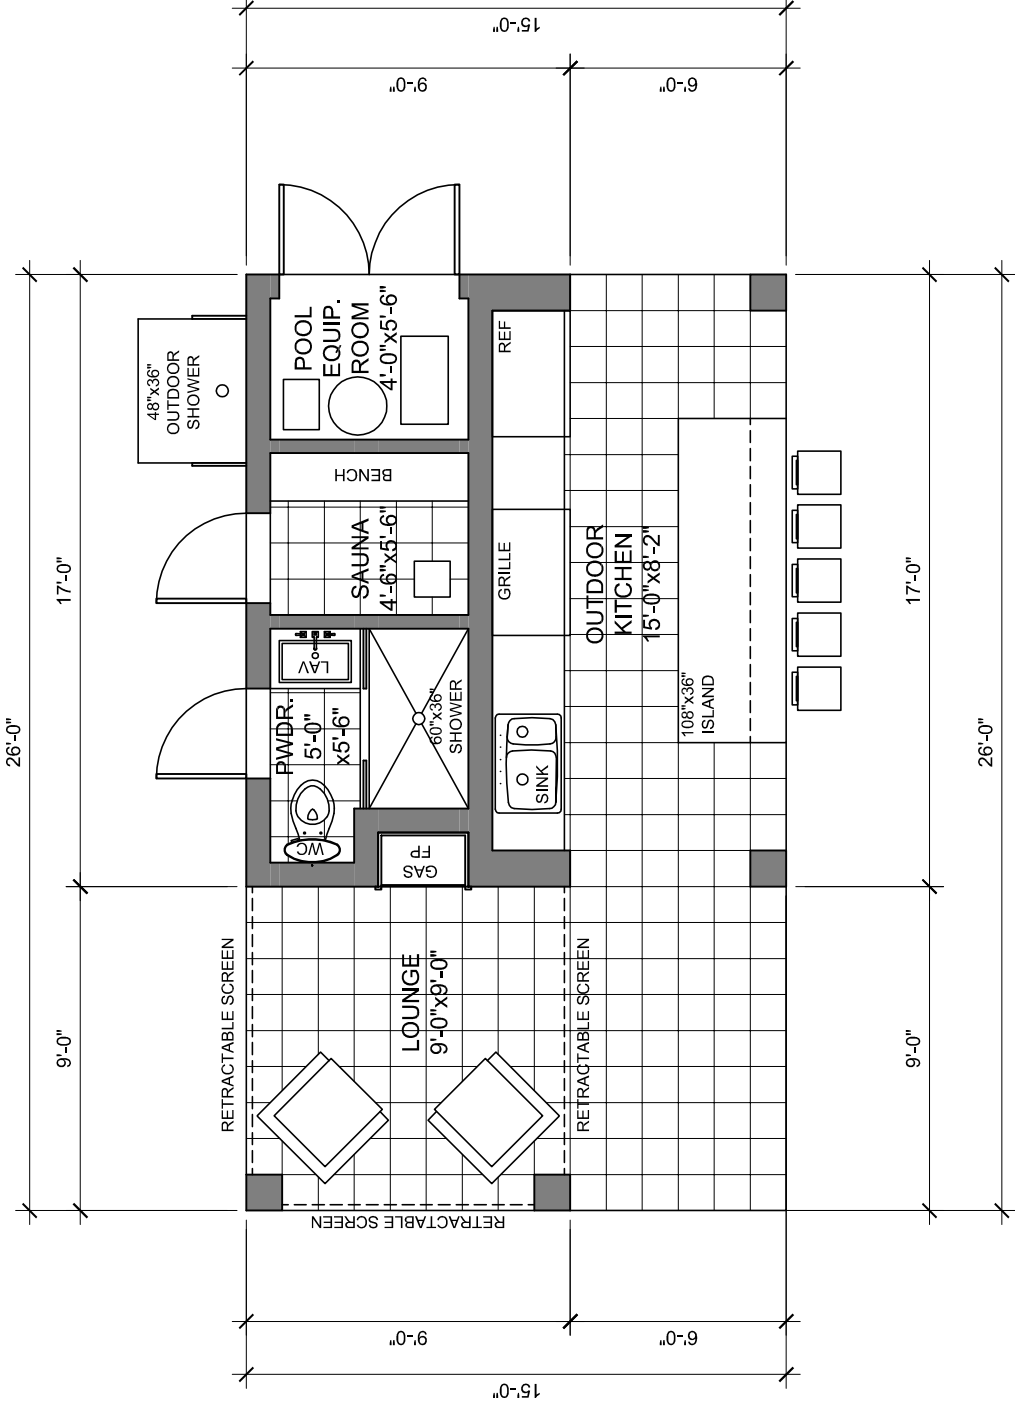 15'-0"
9'-0"
6'-0"
26'-0"
17'-0"
9'-0"
48"x36"
OUTDOOR
SHOWER
POOL
EQUIP.
ROOM
4'-0"x5'-6"
REF
BENCH
SAUNA
4'-6"x5'-6"
GRILLE
OUTDOOR
KITCHEN
15'-0"x8'-2"
LAV
PWDR.
5'-0"
x5'-6"
60"x36"
SHOWER
108"x36"
ISLAND
SINK
WC
GAS
FP
RETRACTABLE SCREEN
LOUNGE
9'-0"x9'-0"
RETRACTABLE SCREEN
RETRACTABLE SCREEN
17'-0"
9'-0"
26'-0"
9'-0"
6'-0"
15'-0"